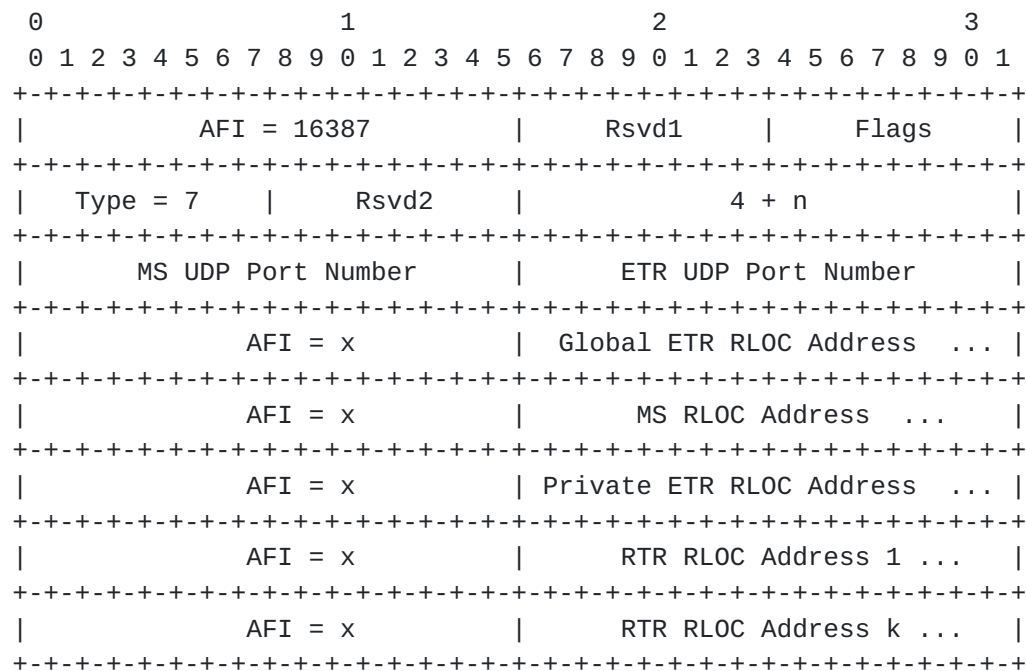 0                   1                   2                   3
 0 1 2 3 4 5 6 7 8 9 0 1 2 3 4 5 6 7 8 9 0 1 2 3 4 5 6 7 8 9 0 1
+-+-+-+-+-+-+-+-+-+-+-+-+-+-+-+-+-+-+-+-+-+-+-+-+-+-+-+-+-+-+-+-+
|           AFI = 16387         |     Rsvd1     |     Flags     |
+-+-+-+-+-+-+-+-+-+-+-+-+-+-+-+-+-+-+-+-+-+-+-+-+-+-+-+-+-+-+-+-+
|   Type = 7    |     Rsvd2     |             4 + n             |
+-+-+-+-+-+-+-+-+-+-+-+-+-+-+-+-+-+-+-+-+-+-+-+-+-+-+-+-+-+-+-+-+
|       MS UDP Port Number      |      ETR UDP Port Number      |
+-+-+-+-+-+-+-+-+-+-+-+-+-+-+-+-+-+-+-+-+-+-+-+-+-+-+-+-+-+-+-+-+
|              AFI = x          |  Global ETR RLOC Address  ... |
+-+-+-+-+-+-+-+-+-+-+-+-+-+-+-+-+-+-+-+-+-+-+-+-+-+-+-+-+-+-+-+-+
|              AFI = x          |       MS RLOC Address  ...    |
+-+-+-+-+-+-+-+-+-+-+-+-+-+-+-+-+-+-+-+-+-+-+-+-+-+-+-+-+-+-+-+-+
|              AFI = x          | Private ETR RLOC Address  ... |
+-+-+-+-+-+-+-+-+-+-+-+-+-+-+-+-+-+-+-+-+-+-+-+-+-+-+-+-+-+-+-+-+
|              AFI = x          |      RTR RLOC Address 1 ...   |
+-+-+-+-+-+-+-+-+-+-+-+-+-+-+-+-+-+-+-+-+-+-+-+-+-+-+-+-+-+-+-+-+
|              AFI = x          |      RTR RLOC Address k ...   |
+-+-+-+-+-+-+-+-+-+-+-+-+-+-+-+-+-+-+-+-+-+-+-+-+-+-+-+-+-+-+-+-+